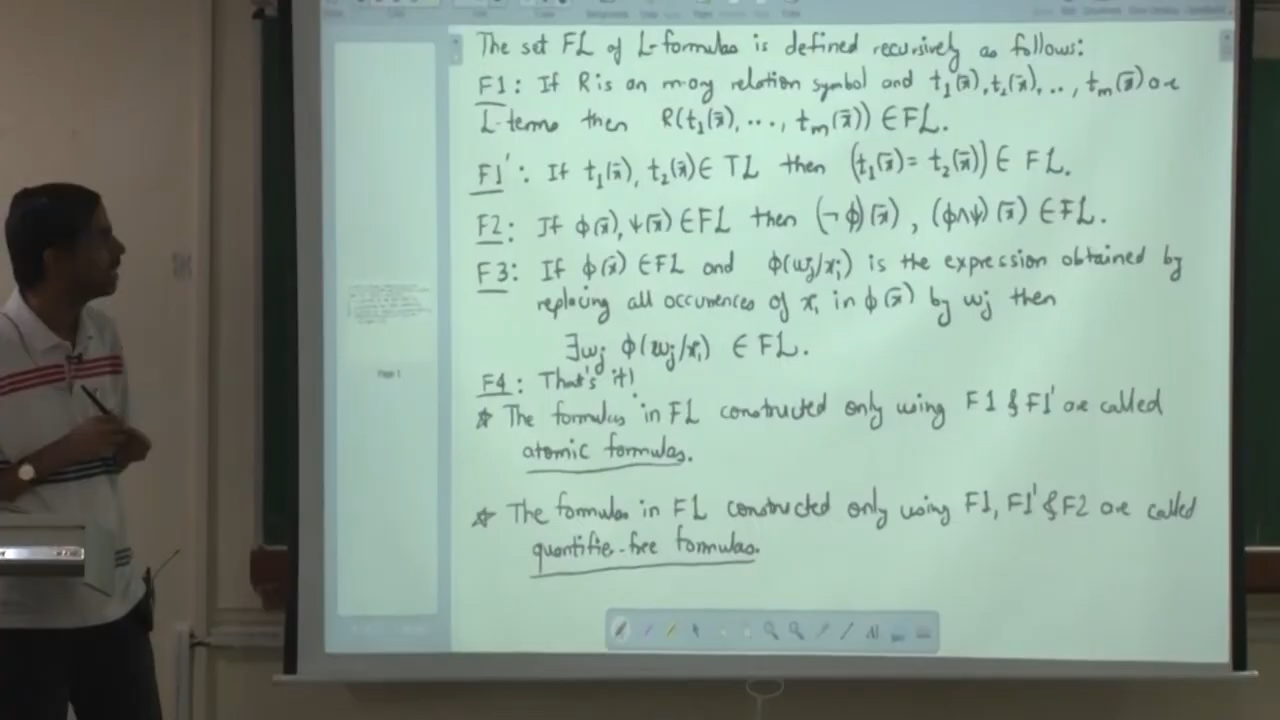 The set FL of L-formulas is defined recursively as follows:
F1: If R is an m-ary relation symbol and t₁(x̄), t₂(x̄), .., tₘ(x̄) are
L-terms then R(t₁(x̄), ..., tₘ(x̄)) ∈ FL.
F1': If t₁(x̄), t₂(x̄) ∈ TL then (t₁(x̄) = t₂(x̄)) ∈ FL.
F2: If ϕ(x̄), ψ(x̄) ∈ FL then (¬ϕ)(x̄), (ϕ∧ψ)(x̄) ∈ FL.
F3: If ϕ(x̄) ∈ FL and ϕ(wⱼ/xᵢ) is the expression obtained by
replacing all occurences of xᵢ in ϕ(x̄) by wⱼ then
∃wⱼ ϕ(wⱼ/xᵢ) ∈ FL.
F4: That's it!
☆ The formulas in FL constructed only using F1 & F1' are called
atomic formulas.
☆ The formulas in FL constructed only using F1, F1' & F2 are called
quantifie-free formulas.
Page 1